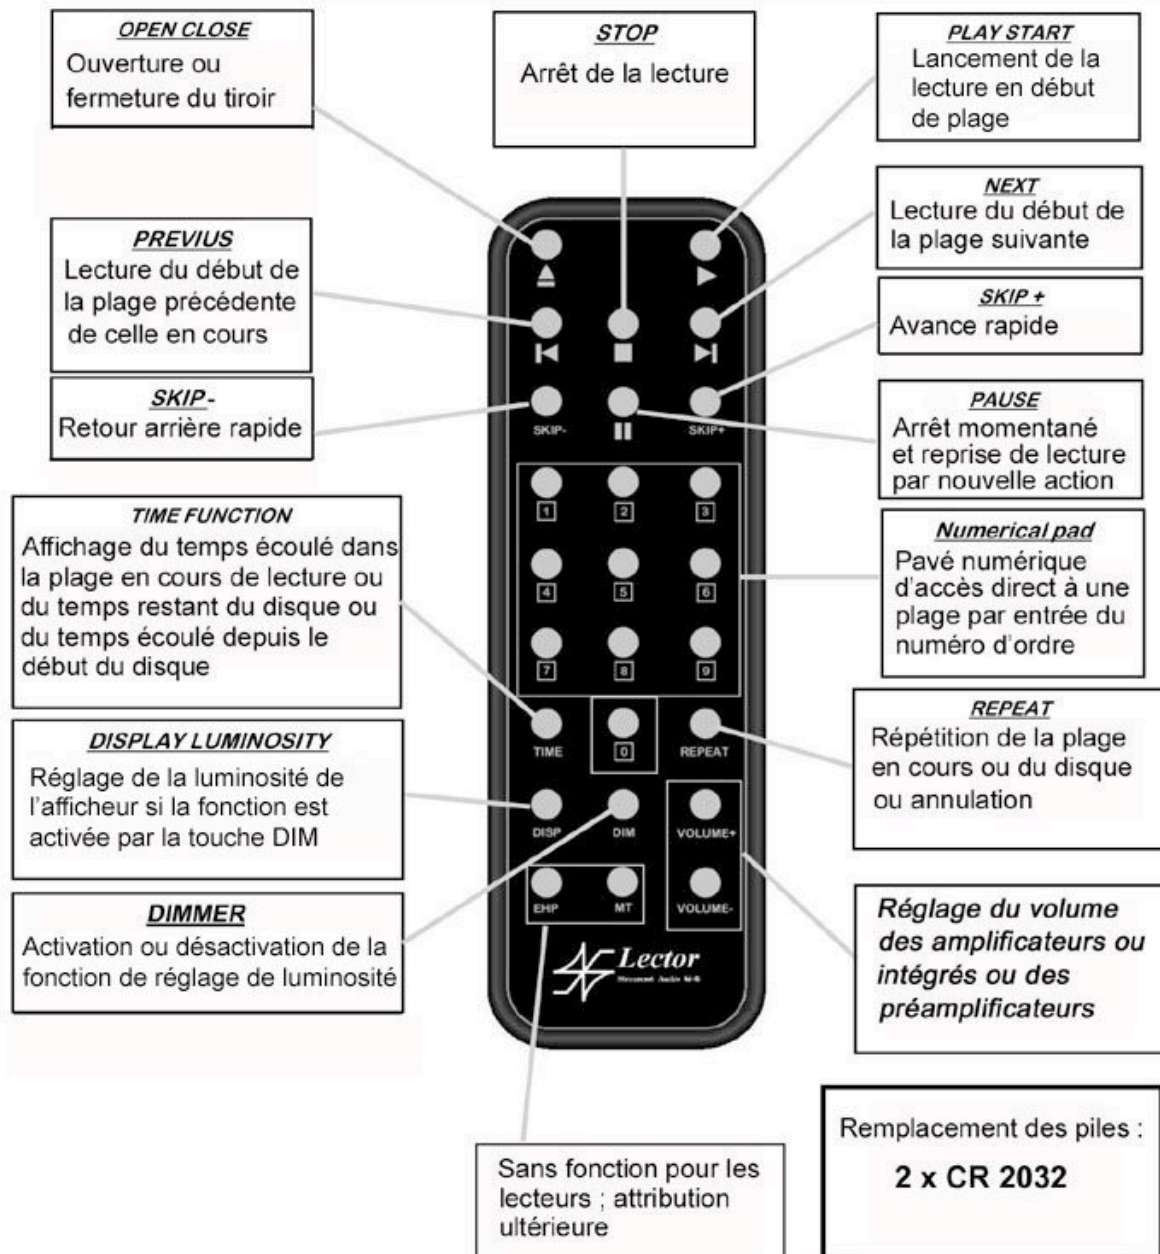 OPEN CLOSE
Ouverture ou
fermeture du tiroir
STOP
Arrêt de la lecture
PLAY START
Lancement de la
lecture en début
de plage
PREVIUS
Lecture du début de
la plage précédente
de celle en cours
NEXT
Lecture du début de
la plage suivante
SKIP -
Retour arrière rapide
SKIP +
Avance rapide
PAUSE
Arrêt momentané
et reprise de lecture
par nouvelle action
TIME FUNCTION
Affichage du temps écoulé dans
la plage en cours de lecture ou
du temps restant du disque ou
du temps écoulé depuis le
début du disque
Numerical pad
Pavé numérique
d'accès direct à une
plage par entrée du
numéro d'ordre
DISPLAY LUMINOSITY
Réglage de la luminosité de
l'afficheur si la fonction est
activée par la touche DIM
REPEAT
Répétition de la plage
en cours ou du disque
ou annulation
DIMMER
Activation ou désactivation de la
fonction de réglage de luminosité
Réglage du volume
des amplificateurs ou
intégrés ou des
préamplificateurs
SKIP-
SKIP+
1 2 3
4 5 6
7 8 9
TIME 0 REPEAT
DISP DIM VOLUME+
EHP MT VOLUME-
Lector
Sans fonction pour les
lecteurs ; attribution
ultérieure
Remplacement des piles :
2 x CR 2032